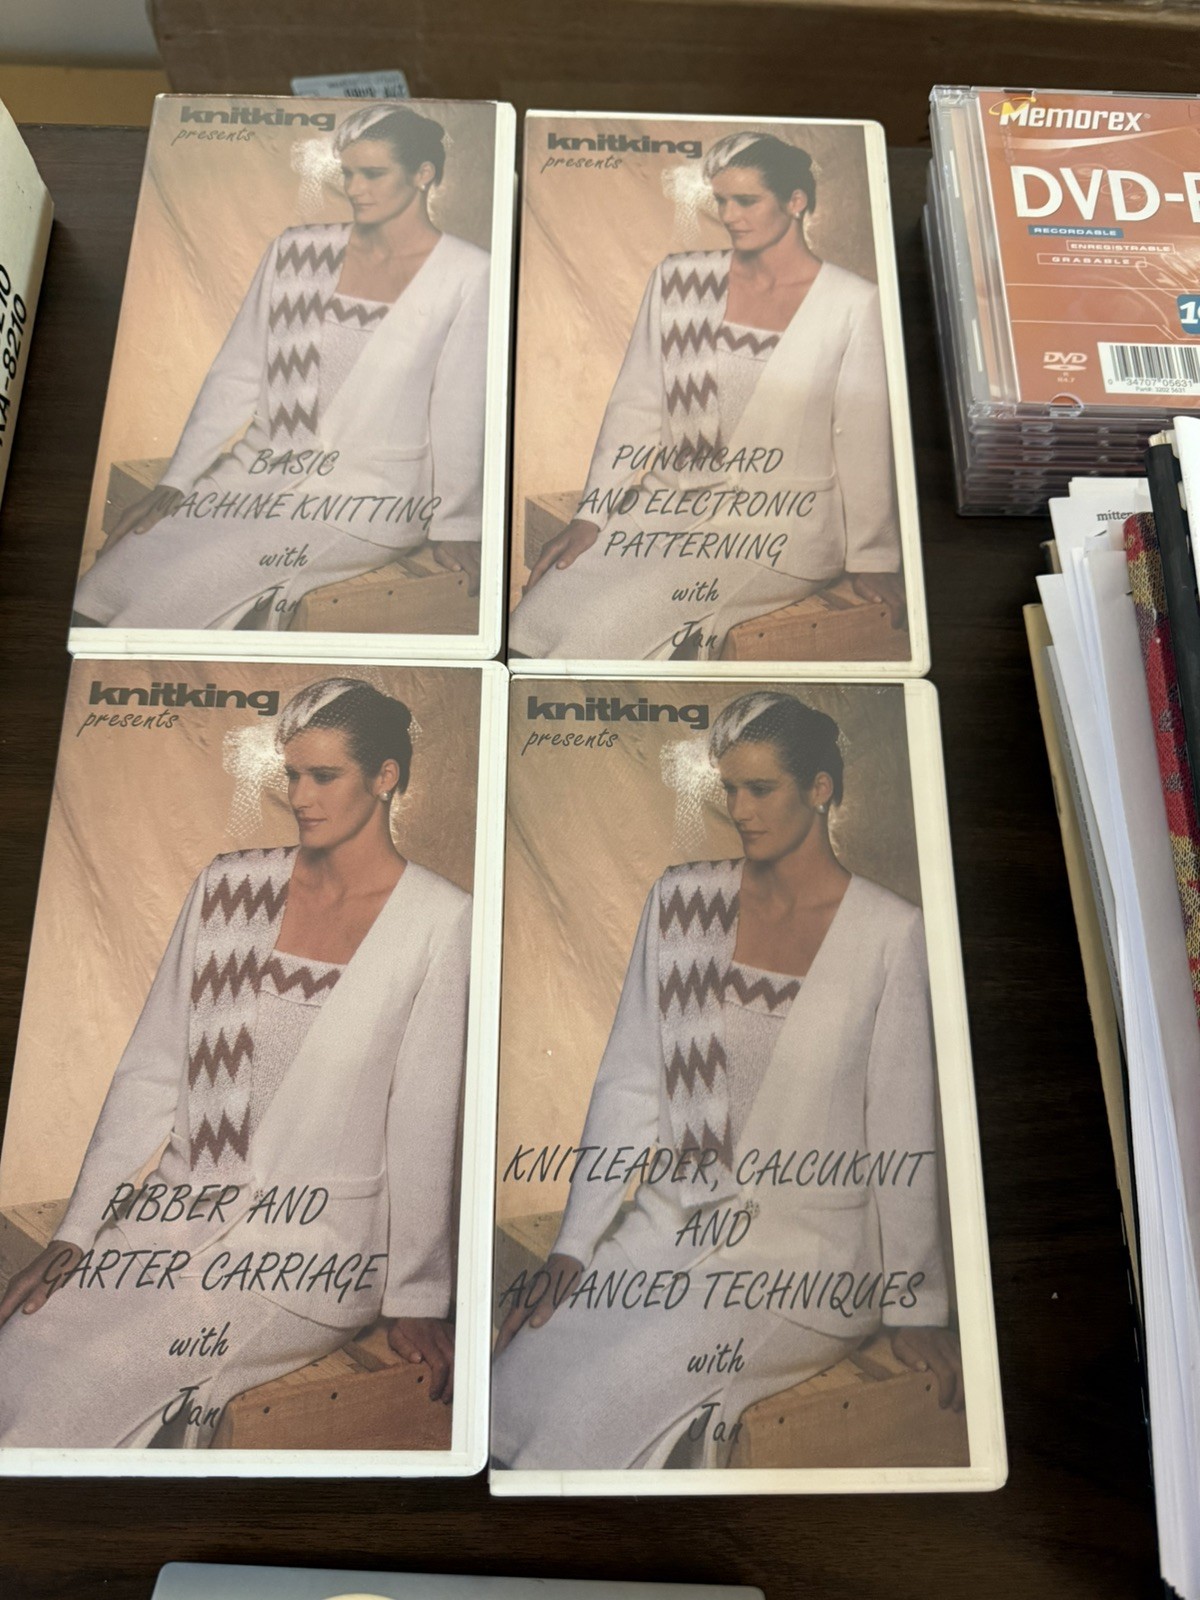 knitking
presents
BASIC
MACHINE KNITTING
with
Jan
knitking
presents
PUNCHCARD
AND ELECTRONIC
PATTERNING
with
Jan
knitking
presents
RIBBER AND
GARTER CARRIAGE
with
Jan
knitking
presents
KNITLEADER, CALCUKNIT
AND
ADVANCED TECHNIQUES
with
Jan
Memorex
DVD-
RECORDABLE
ENREGISTRABLE
GRABABLE
DVD
KA-8210